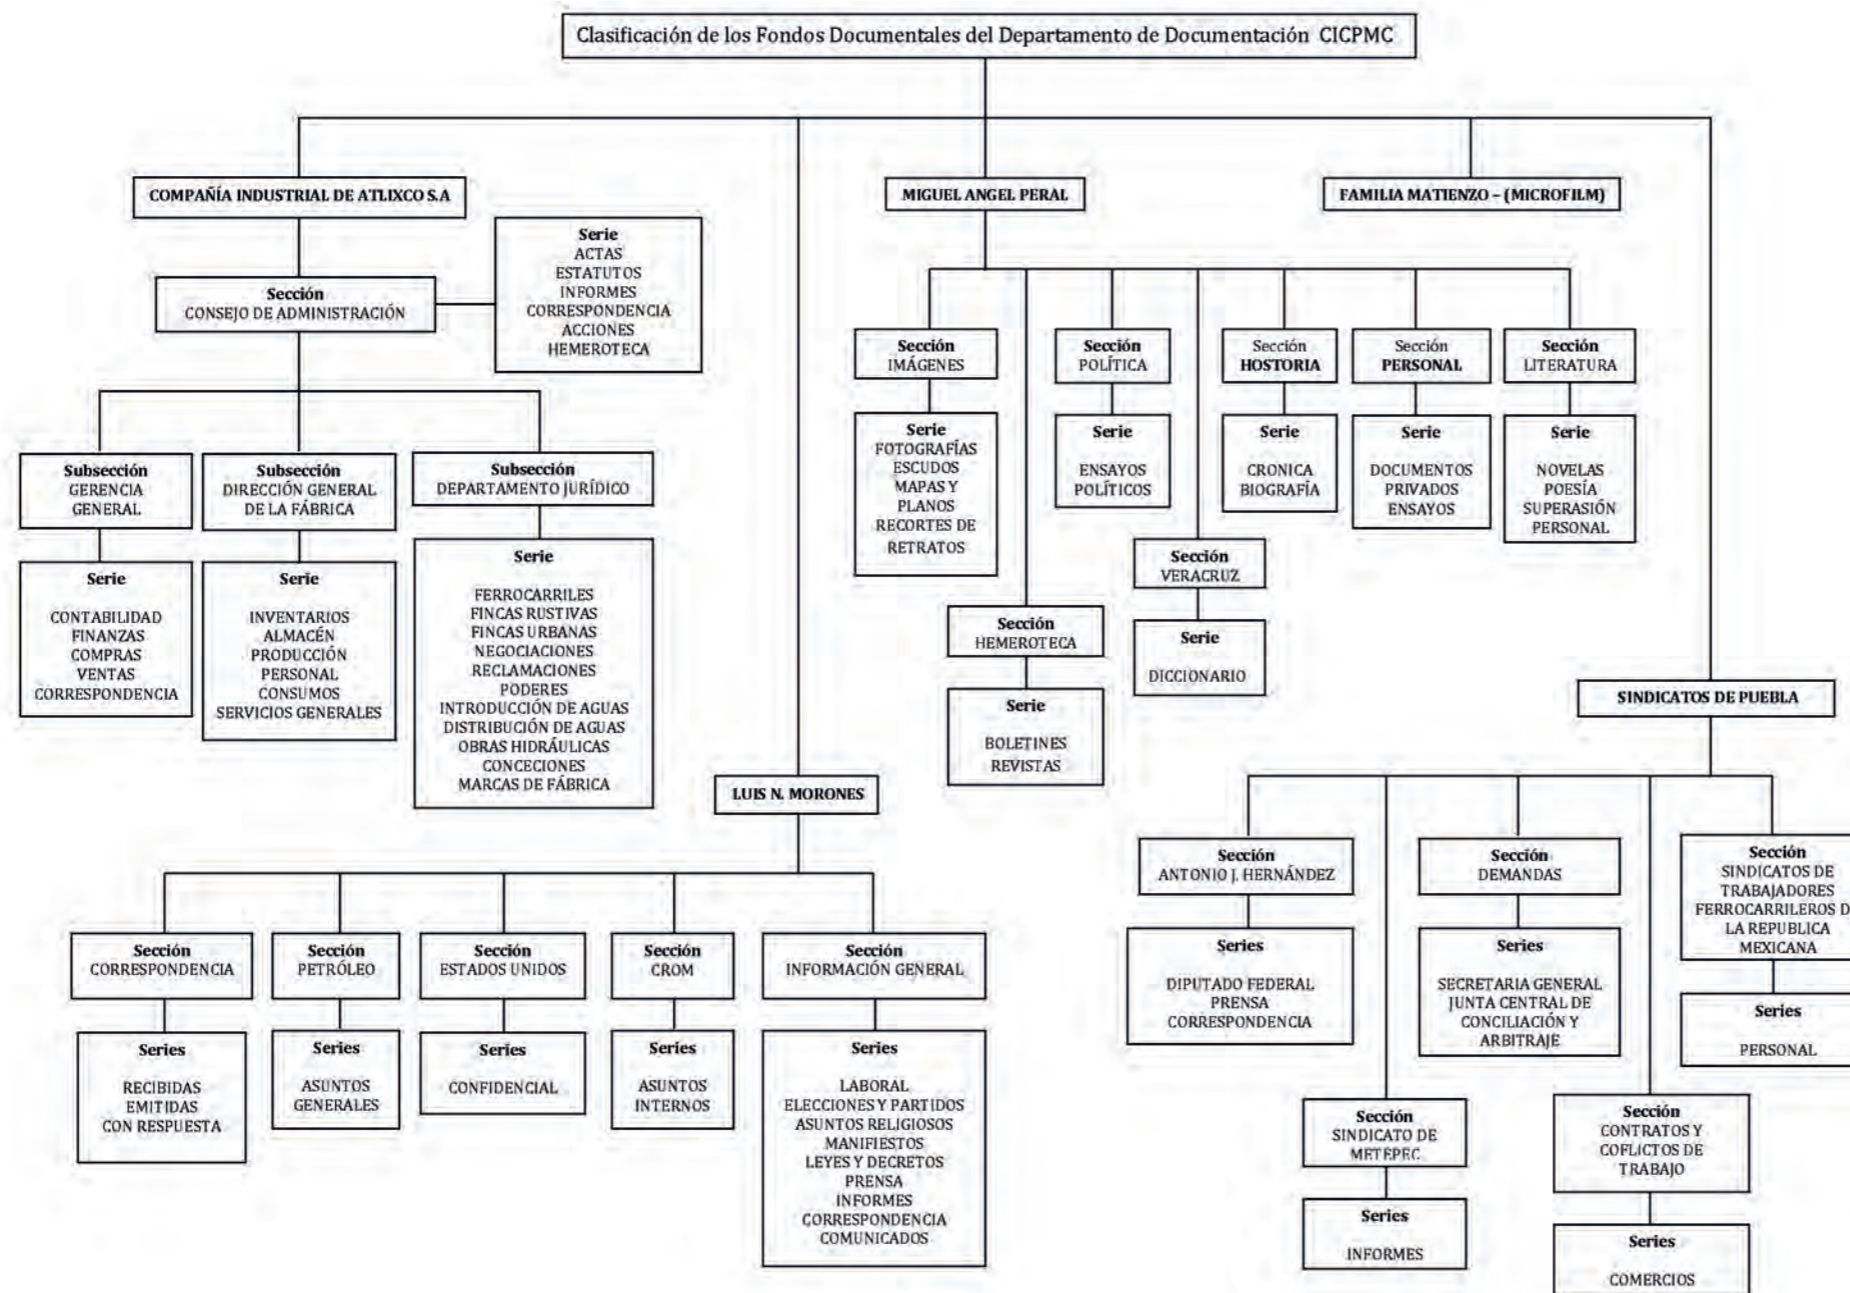 Clasificación de los Fondos Documentales del Departamento de Documentación CICPMC
COMPAÑÍA INDUSTRIAL DE ATLIXCO S.A
MIGUEL ANGEL PERAL
FAMILIA MATIENZO – (MICROFILM)
Sección
CONSEJO DE ADMINISTRACIÓN
Serie
ACTAS
ESTATUTOS
INFORMES
CORRESPONDENCIA
ACCIONES
HEMEROTECA
Subsección
GERENCIA
GENERAL
Serie
CONTABILIDAD
FINANZAS
COMPRAS
VENTAS
CORRESPONDENCIA
Subsección
DIRECCIÓN GENERAL
DE LA FÁBRICA
Serie
INVENTARIOS
ALMACÉN
PRODUCCIÓN
PERSONAL
CONSUMOS
SERVICIOS GENERALES
Subsección
DEPARTAMENTO JURÍDICO
Serie
FERROCARRILES
FINCAS RUSTIVAS
FINCAS URBANAS
NEGOCIACIONES
RECLAMACIONES
PODERES
INTRODUCCIÓN DE AGUAS
DISTRIBUCIÓN DE AGUAS
OBRAS HIDRÁULICAS
CONCECIONES
MARCAS DE FÁBRICA
Sección
IMÁGENES
Serie
FOTOGRAFÍAS
ESCUDOS
MAPAS Y
PLANOS
RECORTES DE
RETRATOS
Sección
HEMEROTECA
Serie
BOLETINES
REVISTAS
Sección
POLÍTICA
Serie
ENSAYOS
POLÍTICOS
Sección
VERACRUZ
Serie
DICCIONARIO
Sección
HOSTORIA
Serie
CRONICA
BIOGRAFÍA
Sección
PERSONAL
Serie
DOCUMENTOS
PRIVADOS
ENSAYOS
Sección
LITERATURA
Serie
NOVELAS
POESÍA
SUPERASIÓN
PERSONAL
LUIS N. MORONES
Sección
CORRESPONDENCIA
Series
RECIBIDAS
EMITIDAS
CON RESPUESTA
Sección
PETRÓLEO
Series
ASUNTOS
GENERALES
Sección
ESTADOS UNIDOS
Series
CONFIDENCIAL
Sección
CROM
Series
ASUNTOS
INTERNOS
Sección
INFORMACIÓN GENERAL
Series
LABORAL
ELECCIONES Y PARTIDOS
ASUNTOS RELIGIOSOS
MANIFIESTOS
LEYES Y DECRETOS
PRENSA
INFORMES
CORRESPONDENCIA
COMUNICADOS
SINDICATOS DE PUEBLA
Sección
ANTONIO J. HERNÁNDEZ
Series
DIPUTADO FEDERAL
PRENSA
CORRESPONDENCIA
Sección
SINDICATO DE
METEPEC
Series
INFORMES
Sección
DEMANDAS
Series
SECRETARIA GENERAL
JUNTA CENTRAL DE
CONCILIACIÓN Y
ARBITRAJE
Sección
CONTRATOS Y
COFLICTOS DE
TRABAJO
Series
COMERCIOS
Sección
SINDICATOS DE
TRABAJADORES
FERROCARRILEROS D
LA REPUBLICA
MEXICANA
Series
PERSONAL